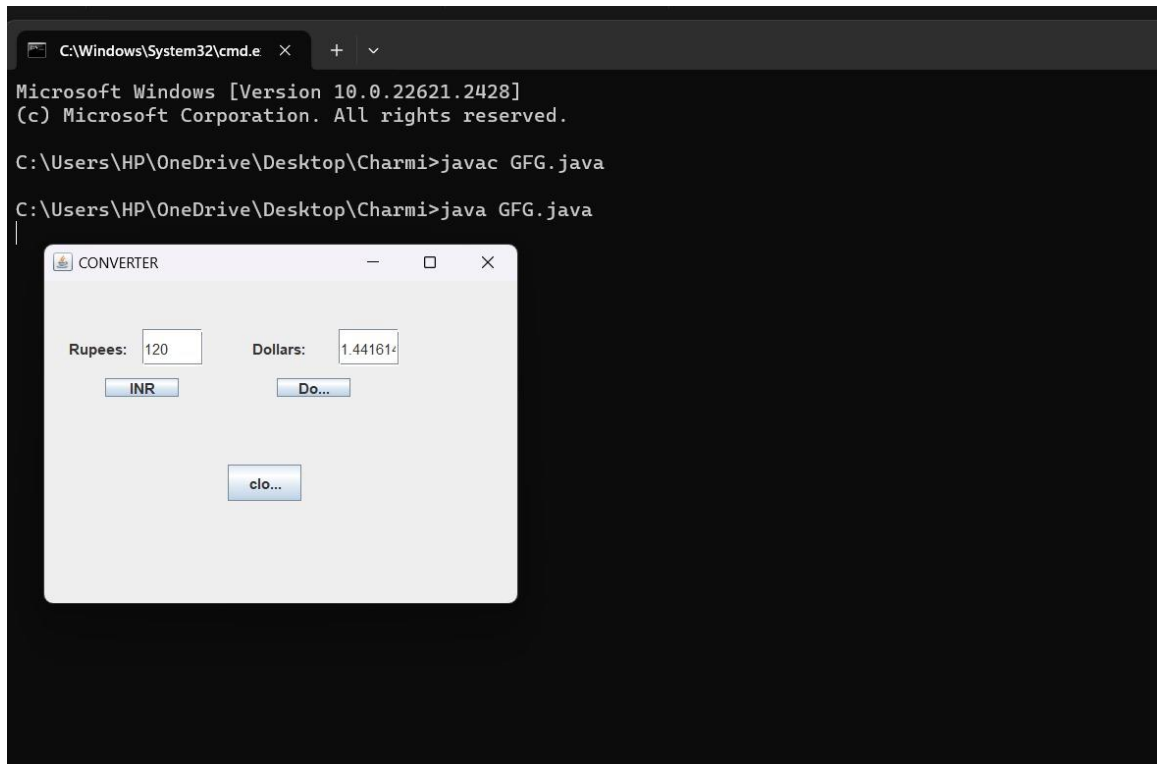 C:\Windows\System32\cmd.e
Microsoft Windows [Version 10.0.22621.2428]
(c) Microsoft Corporation. All rights reserved.
C:\Users\HP\OneDrive\Desktop\Charmi>javac GFG.java
C:\Users\HP\OneDrive\Desktop\Charmi>java GFG.java
CONVERTER
Rupees: 120 Dollars: 1.441614
INR Do...
clo...